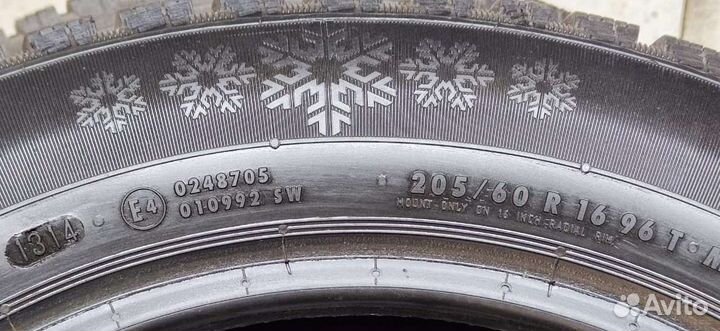 1314
E4
0248705
010992 SW
205/60 R 16 96 T
MOUNT-ONLY ON 16 INCH-RADIAL RIM
Avito